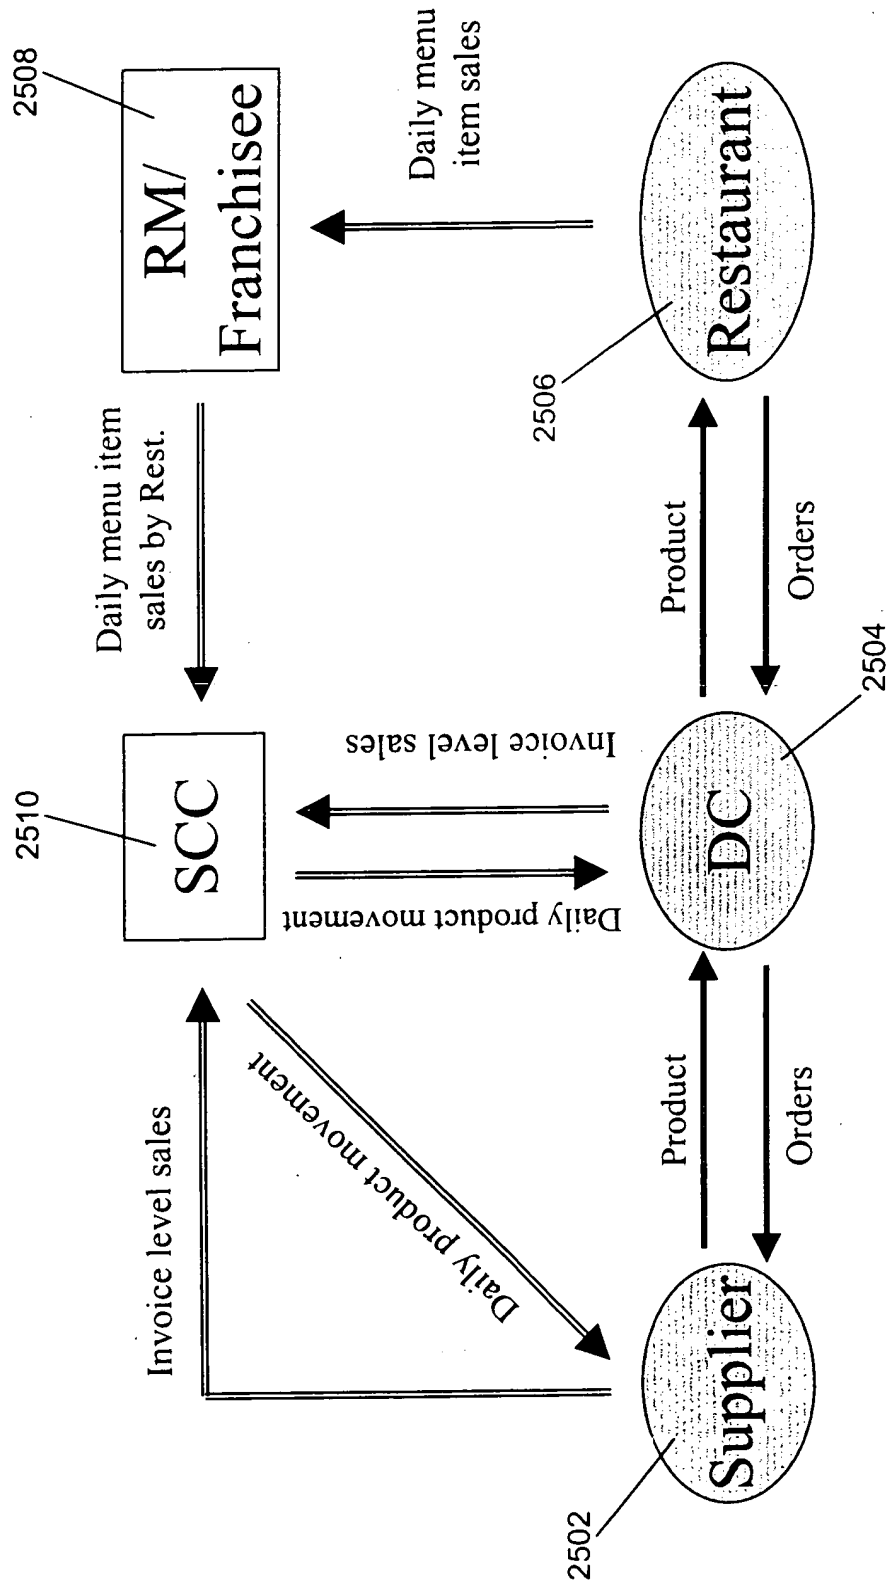 2510
2508
SCC
RM/
Franchisee
Daily menu item
sales by Rest.
Invoice level sales
Daily product movement
Daily product movement
Invoice level sales
Daily menu
item sales
Product
Product
2506
Supplier
DC
Restaurant
2502
Orders
Orders
2504